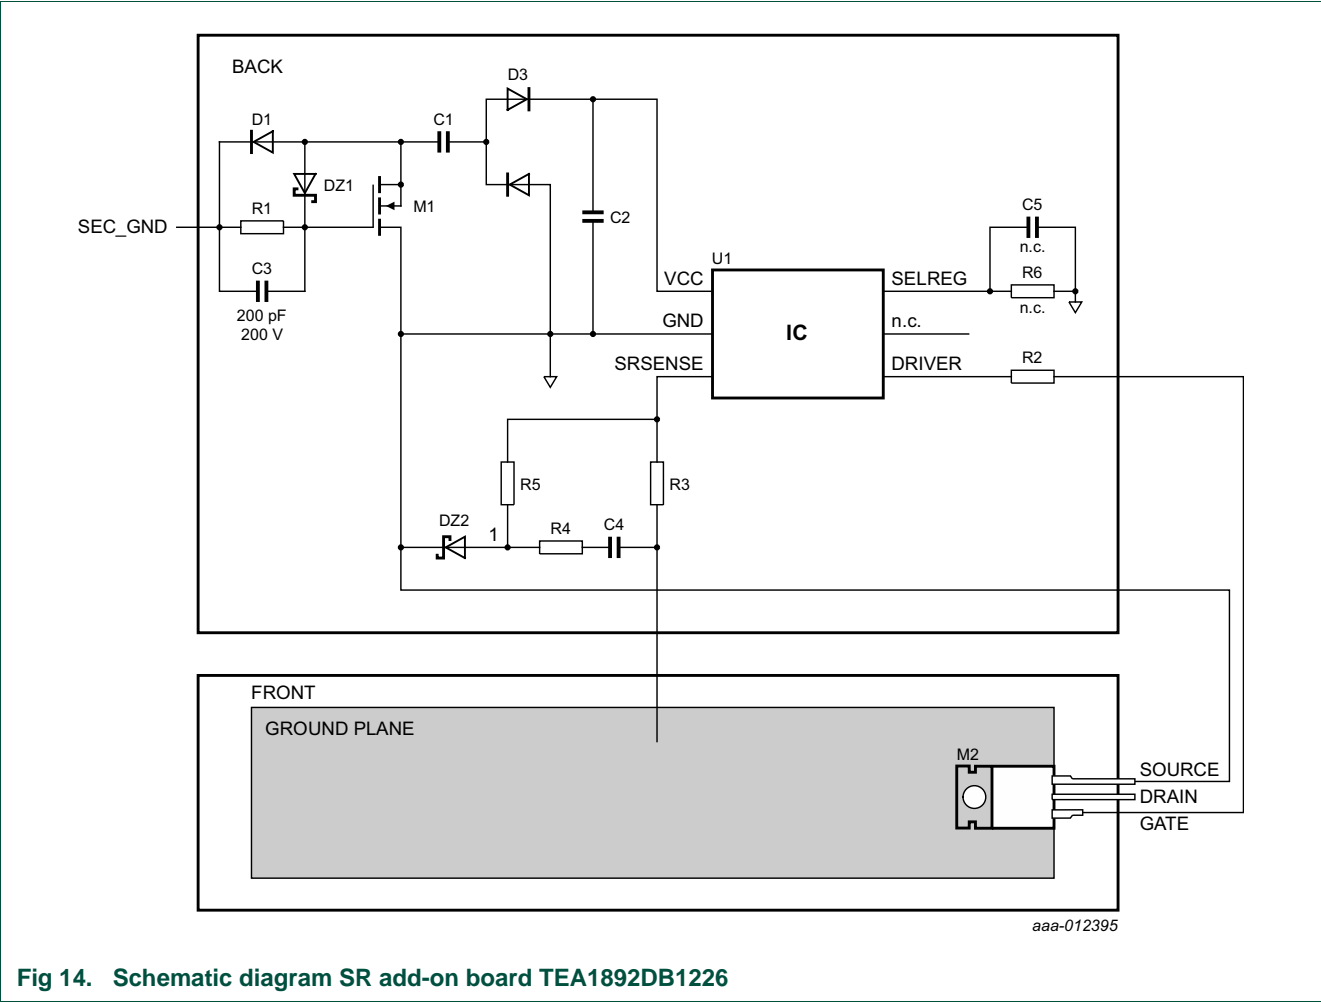 BACK
D3
D1
C1
DZ1
M1
R1
SEC_GND
C3
200 pF
200 V
C2
C5
n.c.
R6
n.c.
U1
VCC
SELREG
GND
IC
n.c.
SRSENSE
DRIVER
R2
R5
R3
DZ2
1
R4
C4
FRONT
GROUND PLANE
M2
SOURCE
DRAIN
GATE
aaa-012395
Fig 14. Schematic diagram SR add-on board TEA1892DB1226